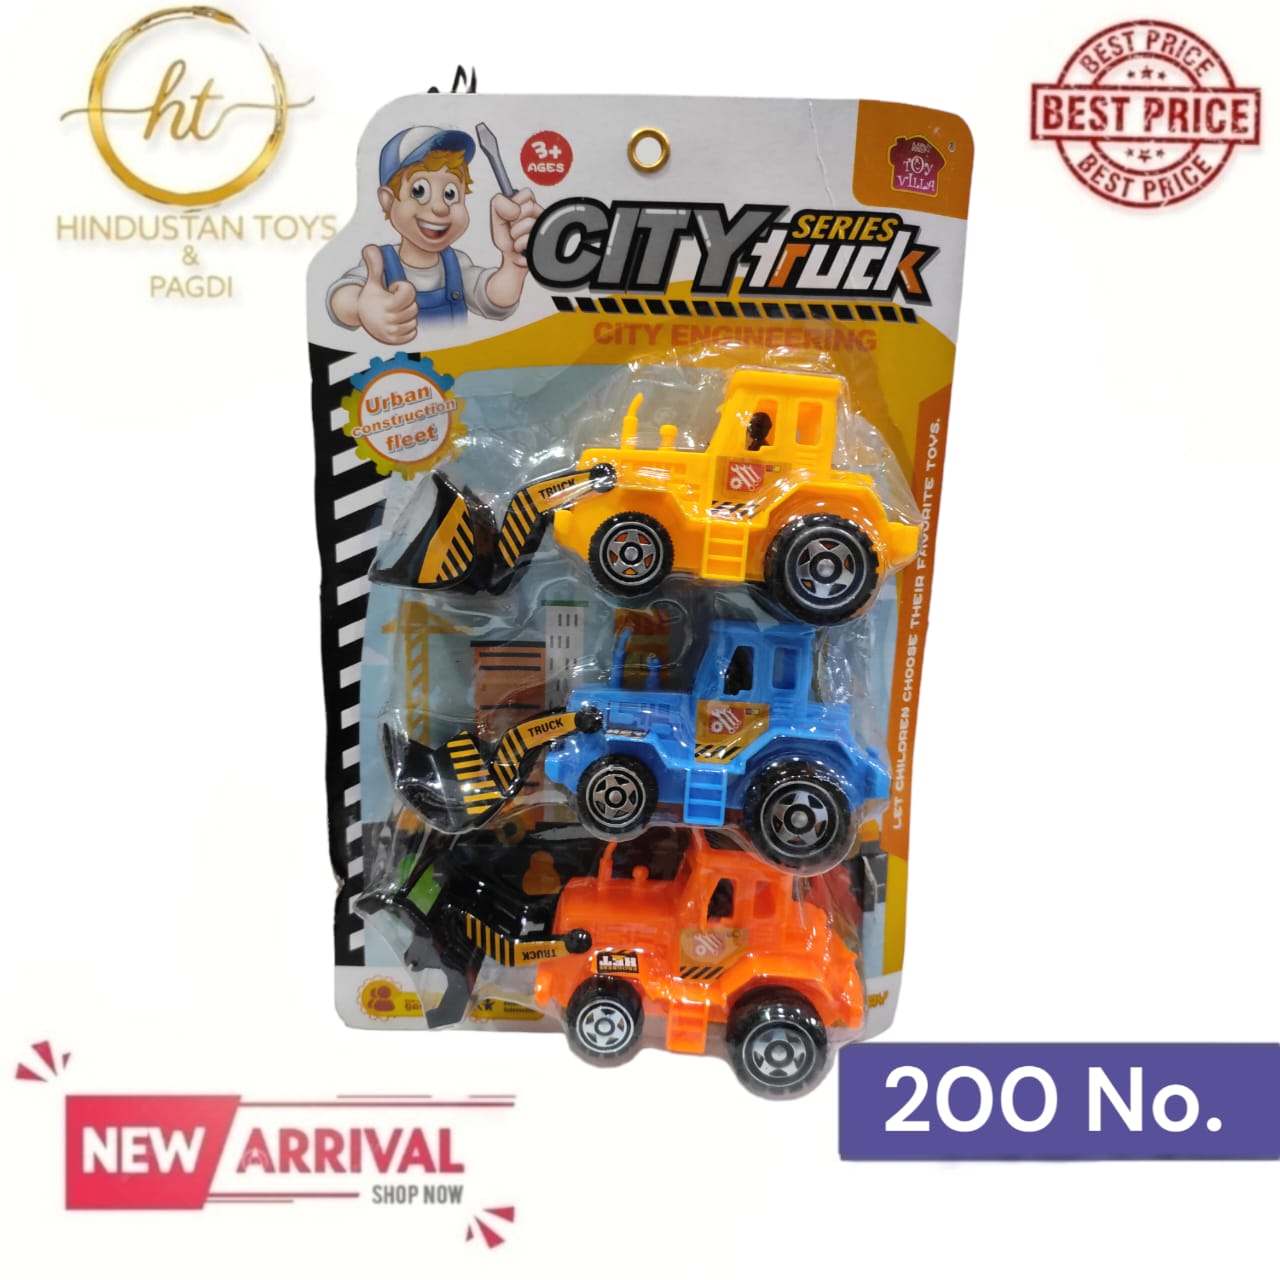 ht
HINDUSTAN TOYS
&
PAGDI
BEST PRICE
BEST PRICE
BEST PRICE
3+
AGES
TOY
VILLA
CITY SERIES
truck
CITY ENGINEERING
Urban
construction
fleet
TRUCK
TRUCK
TRUCK
LET CHILDREN CHOOSE THEIR FAVORITE TOYS.
NEW ARRIVAL
SHOP NOW
200 No.